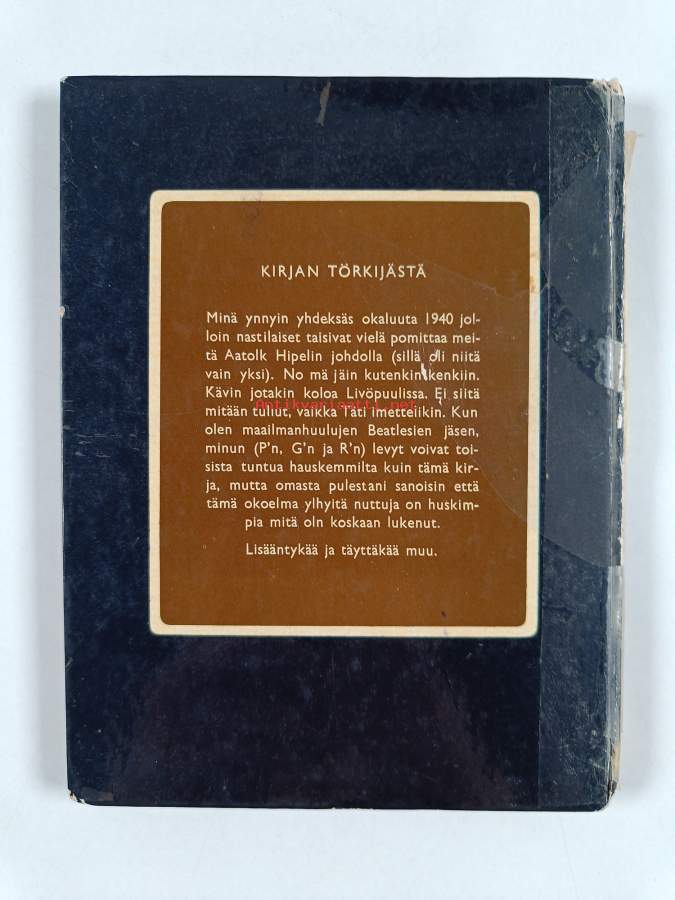 KIRJAN TÖRKIJÄSTÄ
Minä ynnyin yhdeksäs okaluuta 1940 jol-
loin nastilaiset taisivat vielä pomittaa mei-
tä Aatolk Hipelin johdolla (sillä oli niitä
vain yksi). No mä jäin kutenkin kenkiin.
Kävin jotakin koloa Livöpuulissa. Ei siitä
Antikvariaatti.net
mitään tullut, vaikka Täti Imettelikin. Kun
olen maailmanhuulujen Beatlesien jäsen,
minun (P'n, G'n ja R'n) levyt voivat toi-
sista tuntua hauskemmilta kuin tämä kir-
ja, mutta omasta pulestani sanoisin että
tämä okoelma ylhyitä nuttuja on huskim-
pia mitä oln koskaan lukenut.
Lisääntykää ja täyttäkää muu.